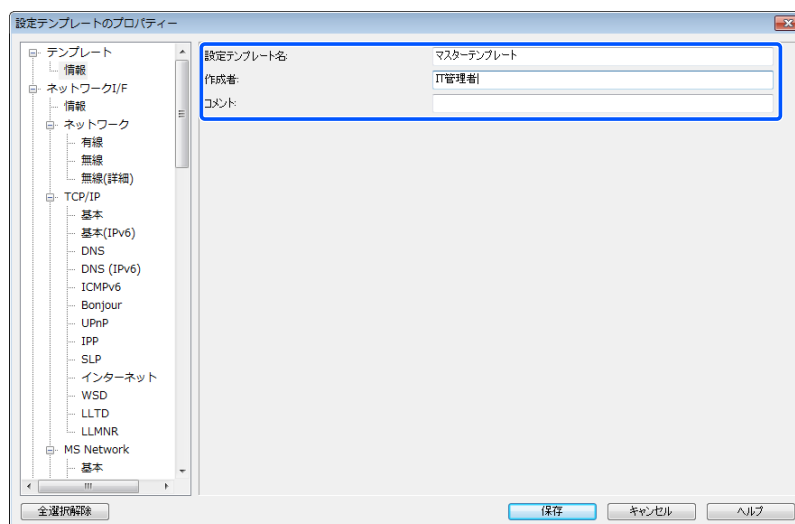 設定テンプレートのプロパティー
テンプレート
情報
ネットワークI/F
情報
ネットワーク
有線
無線
無線(詳細)
TCP/IP
基本
基本(IPv6)
DNS
DNS (IPv6)
ICMPv6
Bonjour
UPnP
IPP
SLP
インターネット
WSD
LLTD
LLMNR
MS Network
基本
設定テンプレート名: マスターテンプレート
作成者: IT管理者
コメント:
全選択解除 保存 キャンセル ヘルプ